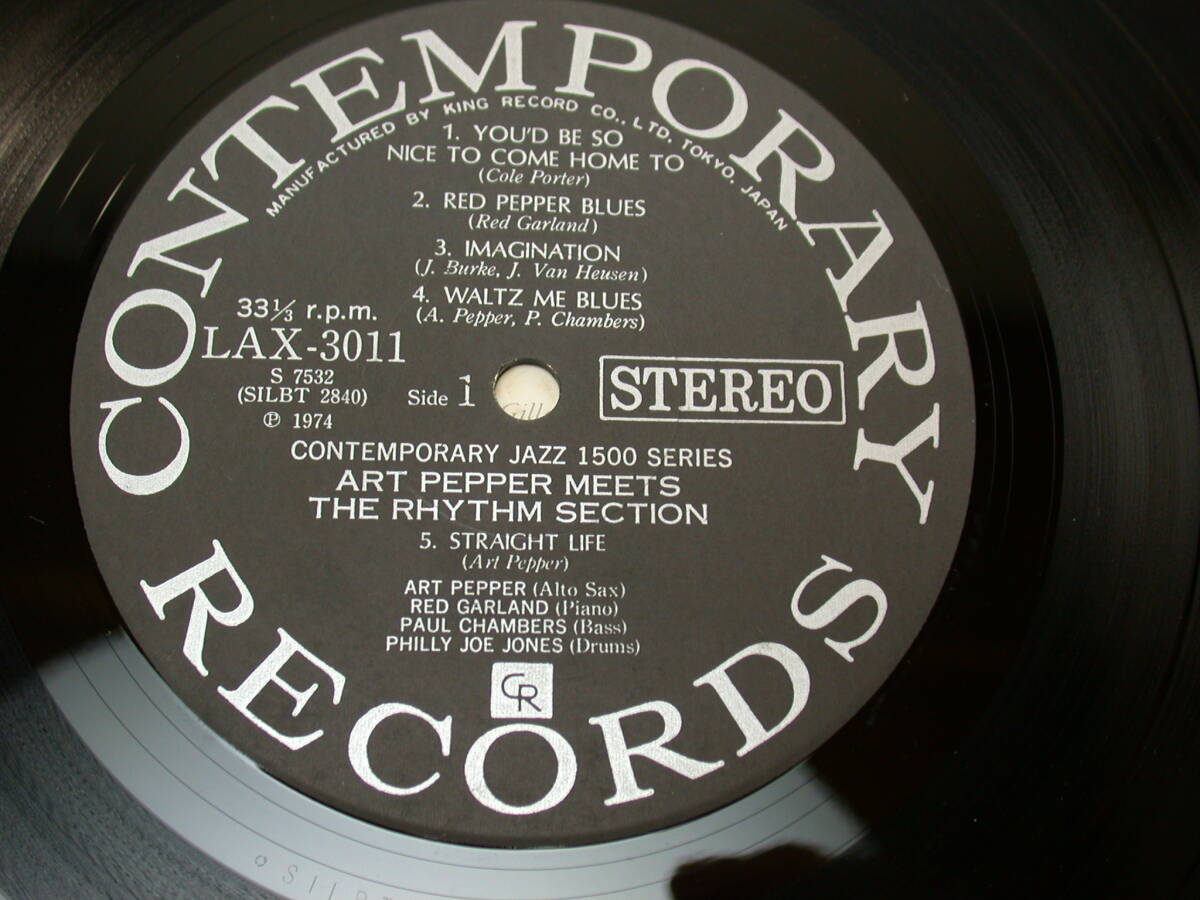 CONTEMPORARY
MANUFACTURED BY KING RECORD CO., LTD. TOKYO. JAPAN
1. YOU'D BE SO
NICE TO COME HOME TO
(Cole Porter)
2. RED PEPPER BLUES
(Red Garland)
3. IMAGINATION
(J. Burke, J. Van Heusen)
4. WALTZ ME BLUES
(A. Pepper, P. Chambers)
33⅓ r.p.m.
LAX-3011
S 7532
(SILBT 2840)
℗ 1974
Side 1
Gill
STEREO
CONTEMPORARY JAZZ 1500 SERIES
ART PEPPER MEETS
THE RHYTHM SECTION
5. STRAIGHT LIFE
(Art Pepper)
ART PEPPER (Alto Sax)
RED GARLAND (Piano)
PAUL CHAMBERS (Bass)
PHILLY JOE JONES (Drums)
CR
RECORDS